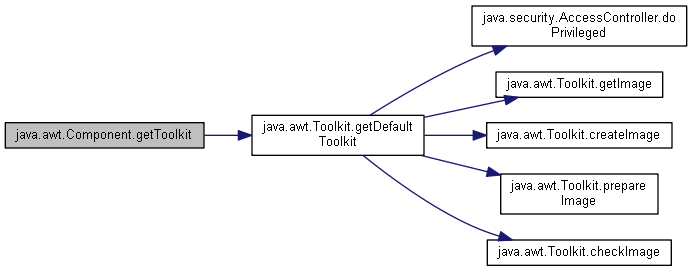 java.security.AccessController.do
Privileged
java.awt.Toolkit.getImage
java.awt.Component.getToolkit
java.awt.Toolkit.getDefault
Toolkit
java.awt.Toolkit.createImage
java.awt.Toolkit.prepare
Image
java.awt.Toolkit.checkImage